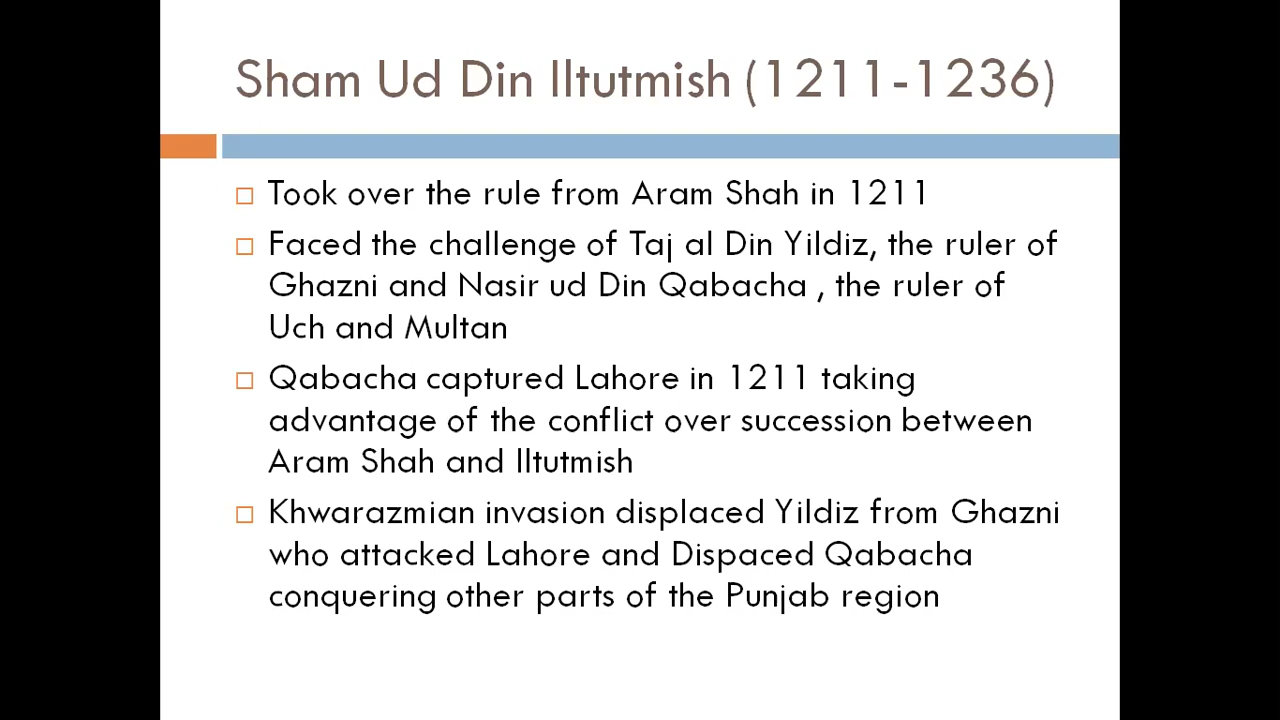 Sham Ud Din Iltutmish (1211-1236)
Took over the rule from Aram Shah in 1211
Faced the challenge of Taj al Din Yildiz, the ruler of
Ghazni and Nasir ud Din Qabacha , the ruler of
Uch and Multan
Qabacha captured Lahore in 1211 taking
advantage of the conflict over succession between
Aram Shah and Iltutmish
Khwarazmian invasion displaced Yildiz from Ghazni
who attacked Lahore and Dispaced Qabacha
conquering other parts of the Punjab region